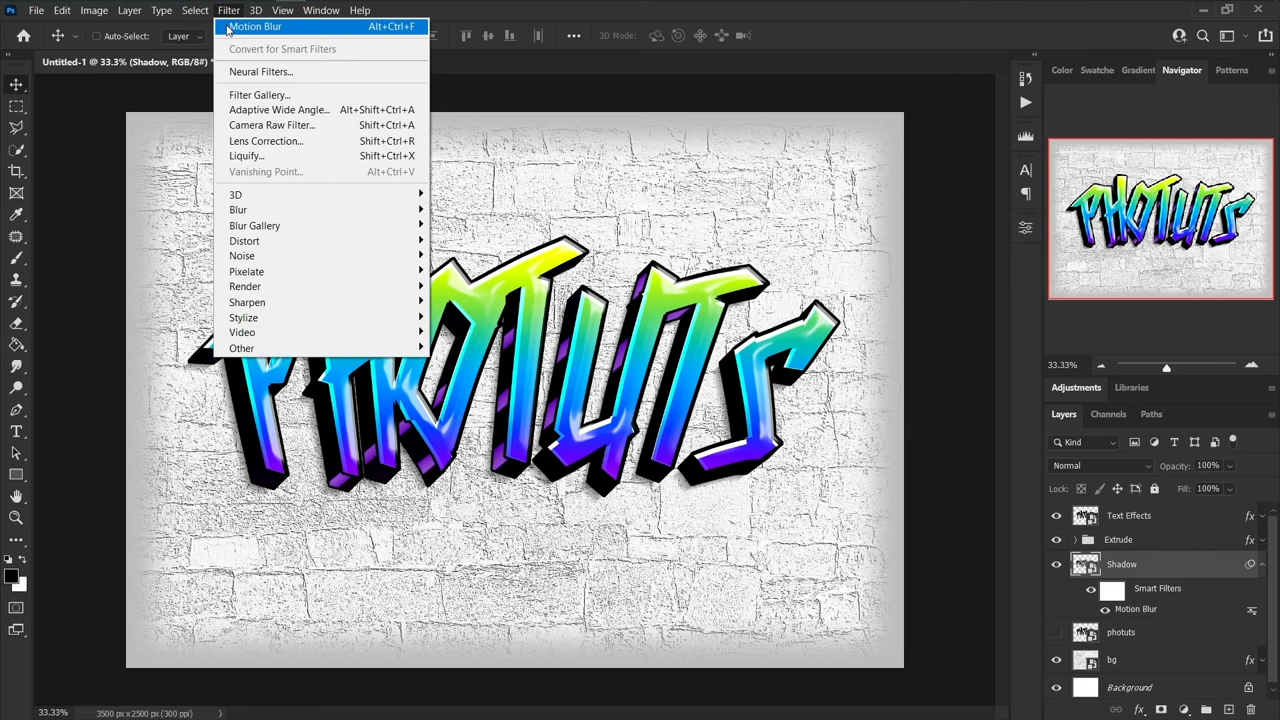 Ps File Edit Image Layer Type Select Filter 3D View Window Help
Motion Blur Alt+Ctrl+F
Auto-Select: Layer 3D Mode:
Convert for Smart Filters
Untitled-1 @ 33.3% (Shadow, RGB/8#) *
Neural Filters...
Filter Gallery...
Adaptive Wide Angle... Alt+Shift+Ctrl+A
Camera Raw Filter... Shift+Ctrl+A
Lens Correction... Shift+Ctrl+R
Liquify... Shift+Ctrl+X
Vanishing Point... Alt+Ctrl+V
3D
Blur
Blur Gallery
Distort
Noise
Pixelate
Render
Sharpen
Stylize
Video
Other
PHOTUTS
Color Swatche Gradient Navigator Patterns
PHOTUTS
33.33%
Adjustments Libraries
Layers Channels Paths
Kind
Normal Opacity: 100%
Lock: Fill: 100%
Text Effects fx
Extrude fx
Shadow
Smart Filters
Motion Blur
photuts
bg fx
Background
33.33% 3500 px x 2500 px (300 ppi)